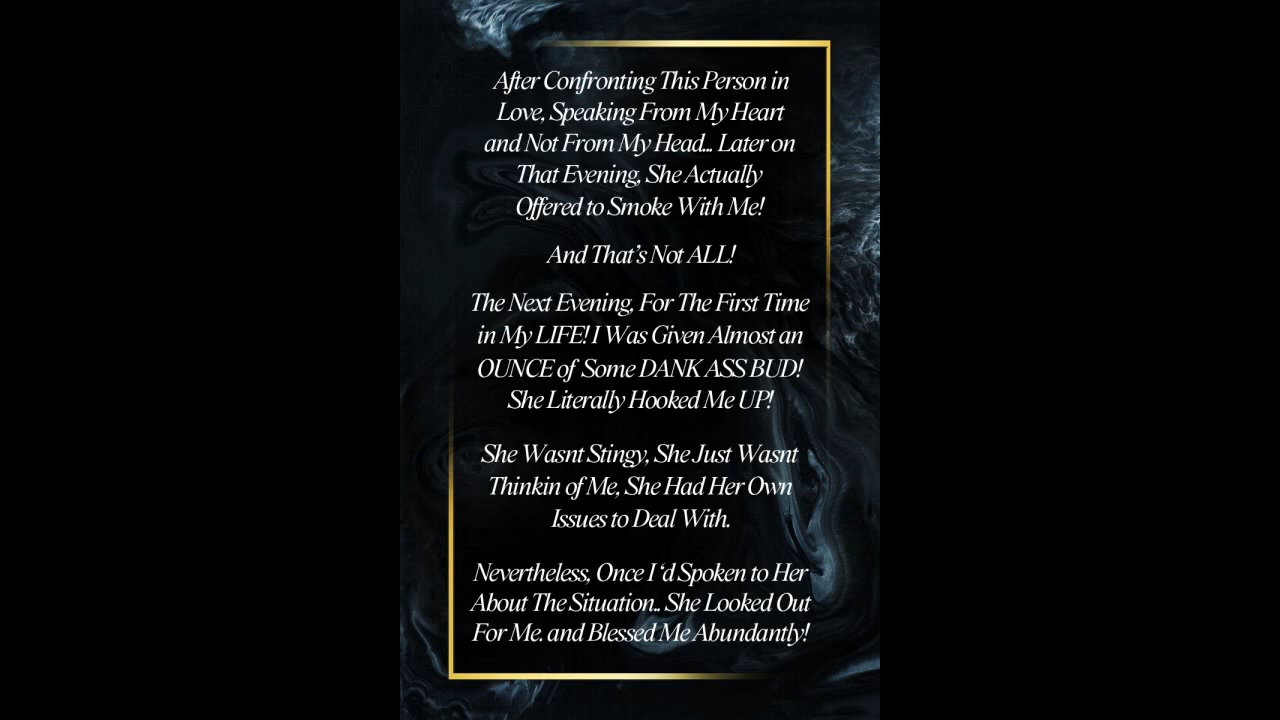 After Confronting This Person in
Love, Speaking From My Heart
and Not From My Head... Later on
That Evening, She Actually
Offered to Smoke With Me!
And That's Not ALL!
The Next Evening, For The First Time
in My LIFE! I Was Given Almost an
OUNCE of Some DANK ASS BUD!
She Literally Hooked Me UP!
She Wasnt Stingy, She Just Wasnt
Thinkin of Me, She Had Her Own
Issues to Deal With.
Nevertheless, Once I ‘d Spoken to Her
About The Situation.. She Looked Out
For Me. and Blessed Me Abundantly!